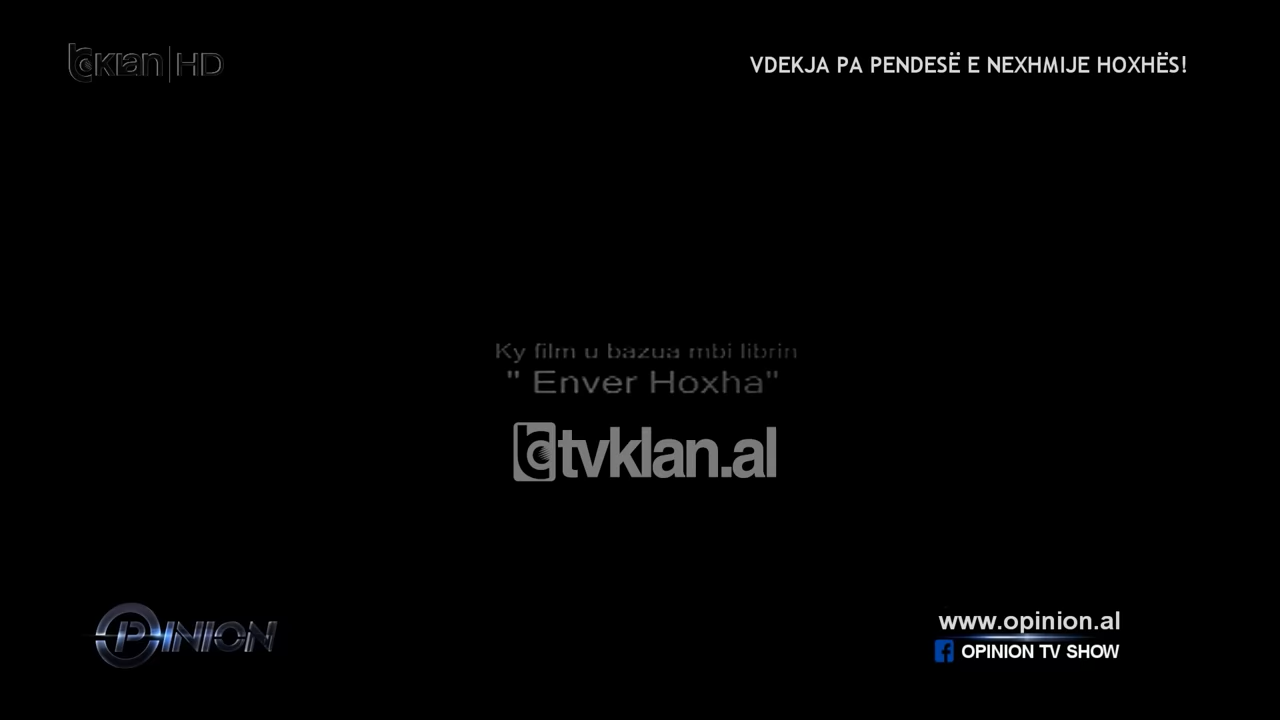 klan HD
VDEKJA PA PENDESË E NEXHMIJE HOXHËS!
Ky film u bazua mbi librin
" Enver Hoxha"
tvklan.al
OPINION
www.opinion.al
OPINION TV SHOW